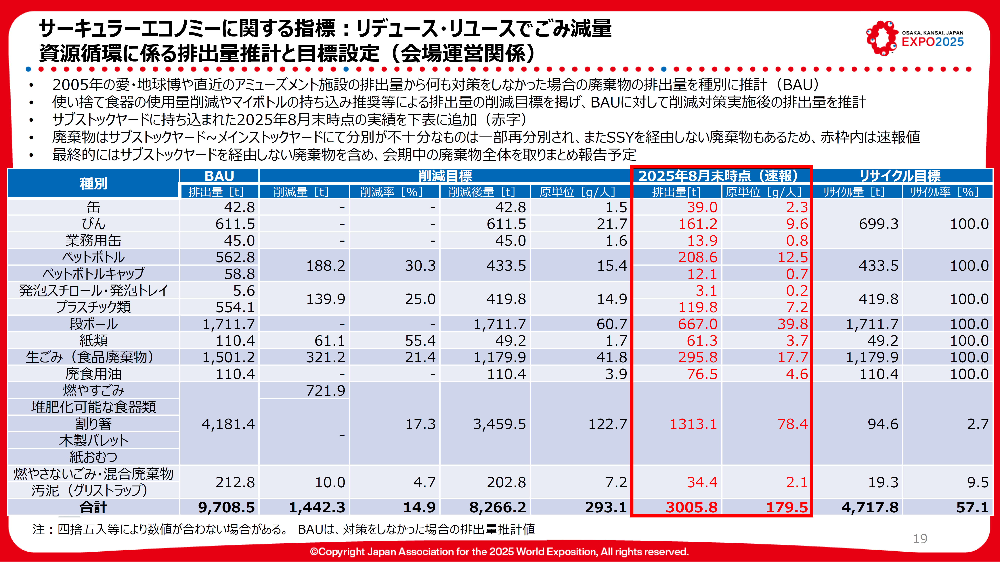 サーキュラーエコノミーに関する指標：リデュース・リユースでごみ減量
資源循環に係る排出量推計と目標設定（会場運営関係）
OSAKA, KANSAI, JAPAN
EXPO2025
• 2005年の愛・地球博や直近のアミューズメント施設の排出量から何も対策をしなかった場合の廃棄物の排出量を種別に推計（BAU）
• 使い捨て食器の使用量削減やマイボトルの持ち込み推奨等による排出量の削減目標を掲げ、BAUに対して削減対策実施後の排出量を推計
• サブストックヤードに持ち込まれた2025年8月末時点の実績を下表に追加（赤字）
• 廃棄物はサブストックヤード~メインストックヤードにて分別が不十分なものは一部再分別され、またSSYを経由しない廃棄物もあるため、赤枠内は速報値
• 最終的にはサブストックヤードを経由しない廃棄物を含め、会期中の廃棄物全体を取りまとめ報告予定
種別 BAU 削減目標 2025年8月末時点（速報） リサイクル目標
排出量［t］ 削減量［t］ 削減率［%］ 削減後量［t］ 原単位［g/人］ 排出量[t] 原単位［g/人］ ﾘｻｲｸﾙ量［t］ ﾘｻｲｸﾙ率［%］
缶 42.8 - - 42.8 1.5 39.0 2.3
びん 611.5 - - 611.5 21.7 161.2 9.6 699.3 100.0
業務用缶 45.0 - - 45.0 1.6 13.9 0.8
ペットボトル 562.8 188.2 30.3 433.5 15.4 208.6 12.5 433.5 100.0
ペットボトルキャップ 58.8 12.1 0.7
発泡スチロール・発泡トレイ 5.6 139.9 25.0 419.8 14.9 3.1 0.2 419.8 100.0
プラスチック類 554.1 119.8 7.2
段ボール 1,711.7 - - 1,711.7 60.7 667.0 39.8 1,711.7 100.0
紙類 110.4 61.1 55.4 49.2 1.7 61.3 3.7 49.2 100.0
生ごみ（食品廃棄物） 1,501.2 321.2 21.4 1,179.9 41.8 295.8 17.7 1,179.9 100.0
廃食用油 110.4 - - 110.4 3.9 76.5 4.6 110.4 100.0
燃やすごみ 721.9
堆肥化可能な食器類
割り箸 4,181.4 - 17.3 3,459.5 122.7 1313.1 78.4 94.6 2.7
木製パレット
紙おむつ
燃やさないごみ・混合廃棄物 212.8 10.0 4.7 202.8 7.2 34.4 2.1 19.3 9.5
汚泥（グリストラップ）
合計 9,708.5 1,442.3 14.9 8,266.2 293.1 3005.8 179.5 4,717.8 57.1
注：四捨五入等により数値が合わない場合がある。 BAUは、対策をしなかった場合の排出量推計値
19
©Copyright Japan Association for the 2025 World Exposition, All rights reserved.